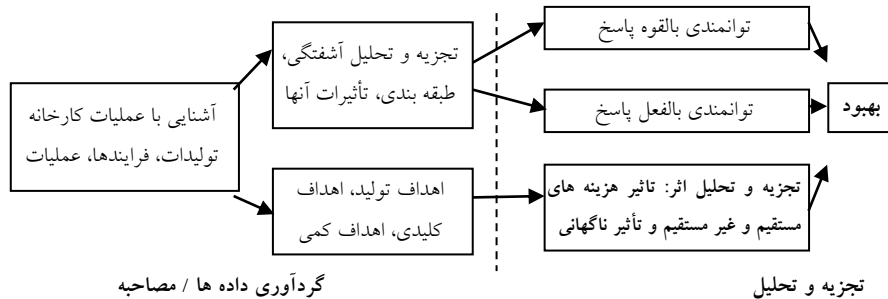 آشنایی با عملیات کارخانه
تولیدات، فرایندها، عملیات
تجزیه و تحلیل آشفتگی،
طبقه بندی، تأثیرات آنها
اهداف تولید، اهداف
کلیدی، اهداف کمی
توانمندی بالقوه پاسخ
توانمندی بالفعل پاسخ
تجزیه و تحلیل اثر: تاثیر هزینه های
مستقیم و غیر مستقیم و تأثیر ناگهانی
بهبود
گردآوری داده ها / مصاحبه
تجزیه و تحلیل